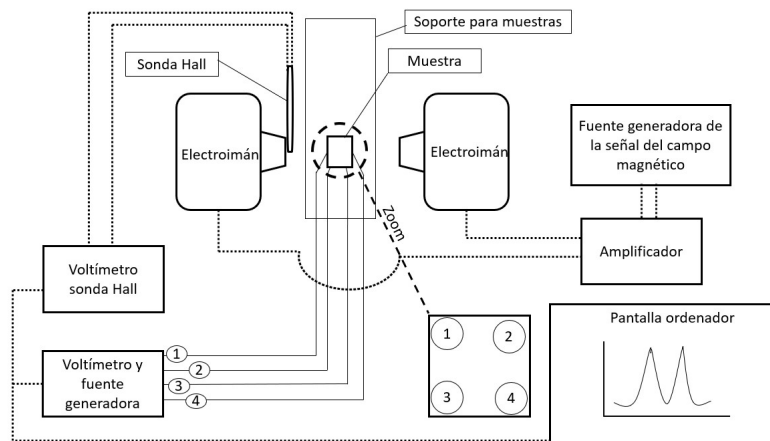 Soporte para muestras
Sonda Hall
Muestra
Electroimán
Electroimán
Fuente generadora de
la señal del campo
magnético
Zoom
Amplificador
Voltímetro
sonda Hall
Pantalla ordenador
Voltímetro y
fuente
generadora
1
2
3
4
1
2
3
4